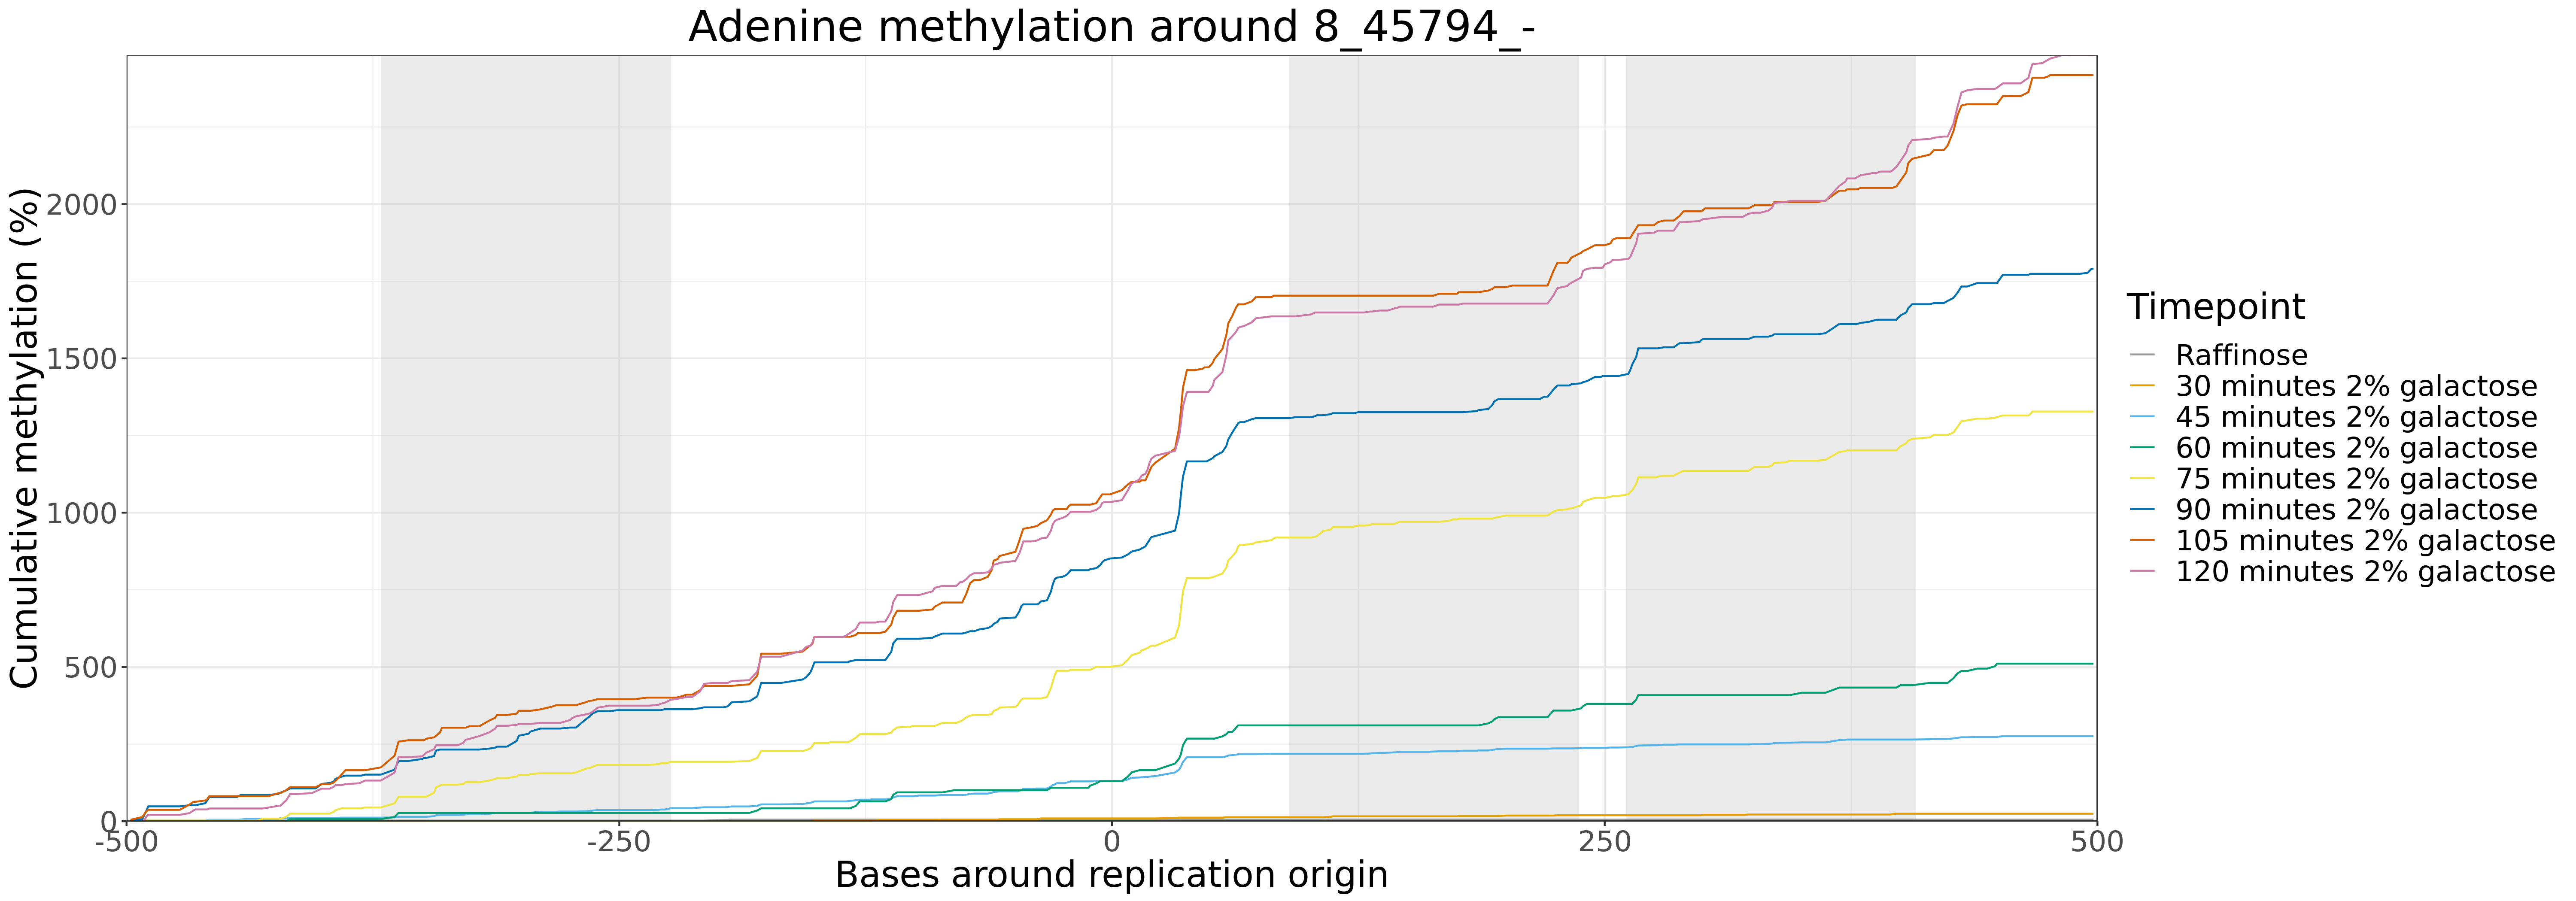 Adenine methylation around 8_45794_-
Cumulative methylation (%)
2000
1500
1000
500
0
-500
-250
0
250
500
Bases around replication origin
Timepoint
Raffinose
30 minutes 2% galactose
45 minutes 2% galactose
60 minutes 2% galactose
75 minutes 2% galactose
90 minutes 2% galactose
105 minutes 2% galactose
120 minutes 2% galactose